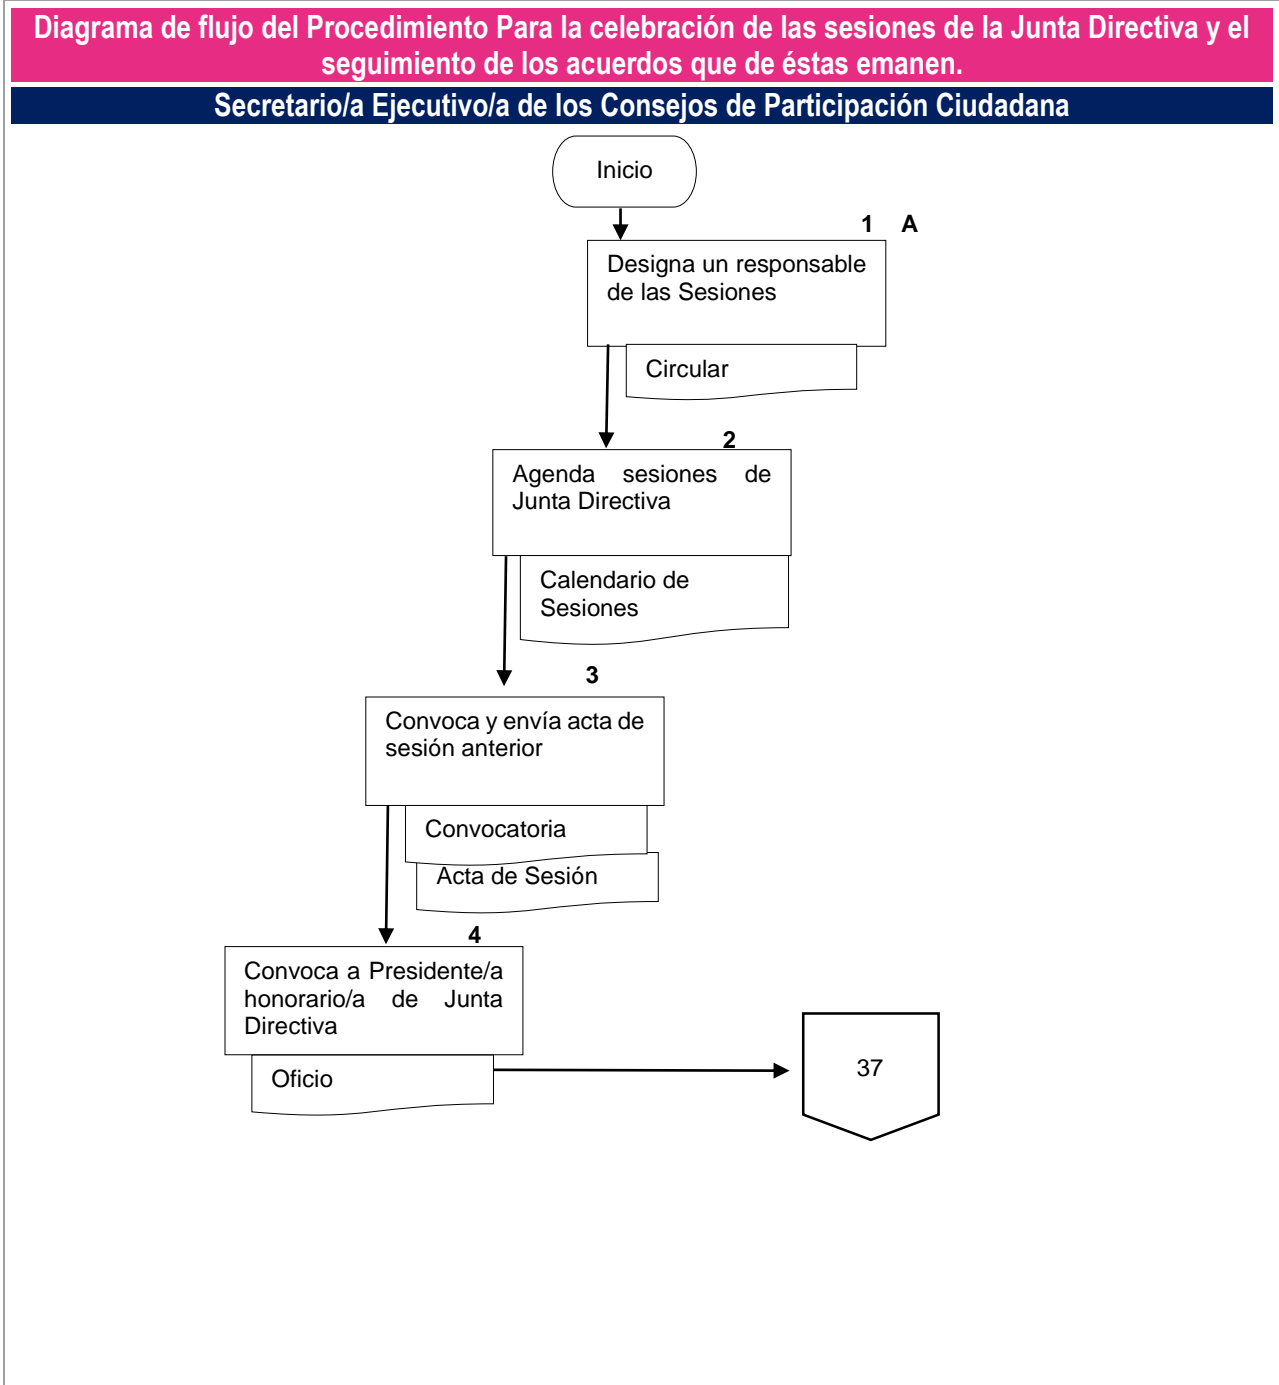 Diagrama de flujo del Procedimiento Para la celebración de las sesiones de la Junta Directiva y el
seguimiento de los acuerdos que de éstas emanen.
Secretario/a Ejecutivo/a de los Consejos de Participación Ciudadana
Inicio
1 A
Designa un responsable
de las Sesiones
Circular
2
Agenda sesiones de
Junta Directiva
Calendario de
Sesiones
3
Convoca y envía acta de
sesión anterior
Convocatoria
Acta de Sesión
4
Convoca a Presidente/a
honorario/a de Junta
Directiva
Oficio
37